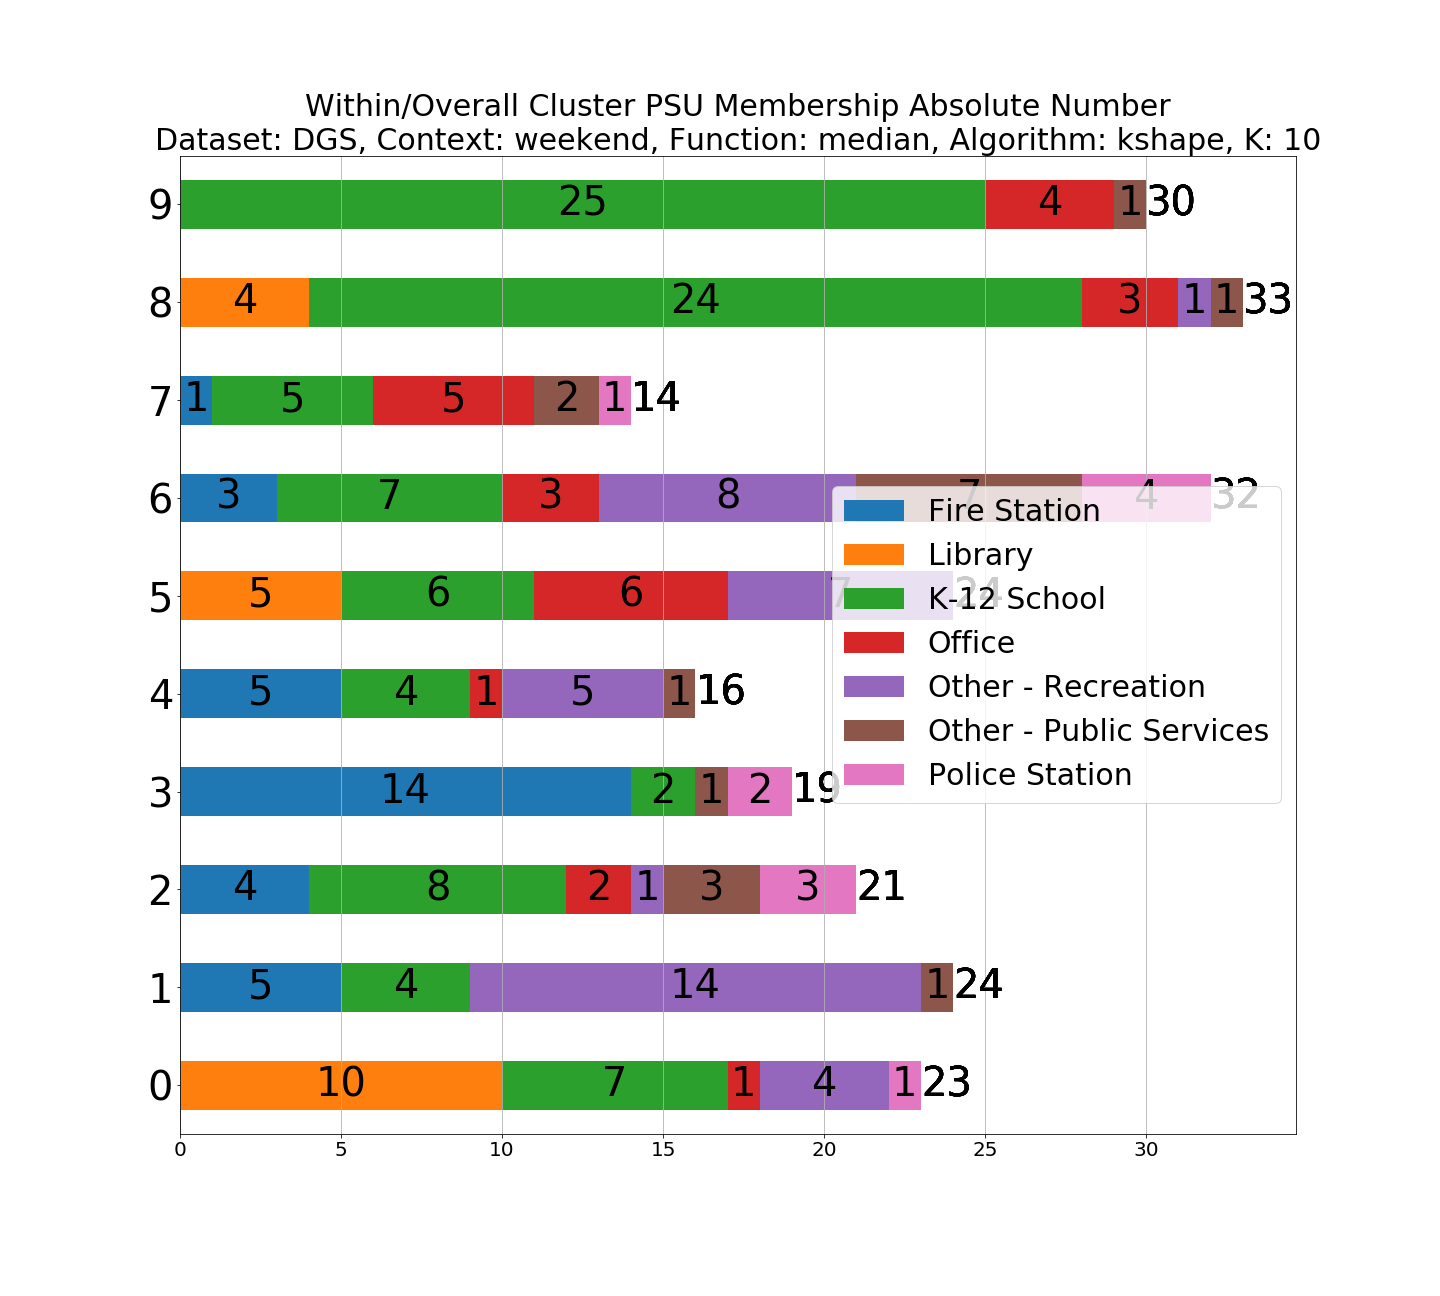 Within/Overall Cluster PSU Membership Absolute Number
Dataset: DGS, Context: weekend, Function: median, Algorithm: kshape, K: 10
9 25 4 1 30
8 4 24 3 1 1 33
7 1 5 5 2 1 14
6 3 7 3 8 7 4 32
Fire Station
Library
5 5 6 6 7 24
K-12 School
Office
4 5 4 1 5 1 16
Other - Recreation
Other - Public Services
Police Station
3 14 2 1 2 19
2 4 8 2 1 3 3 21
1 5 4 14 1 24
0 10 7 1 4 1 23
0 5 10 15 20 25 30